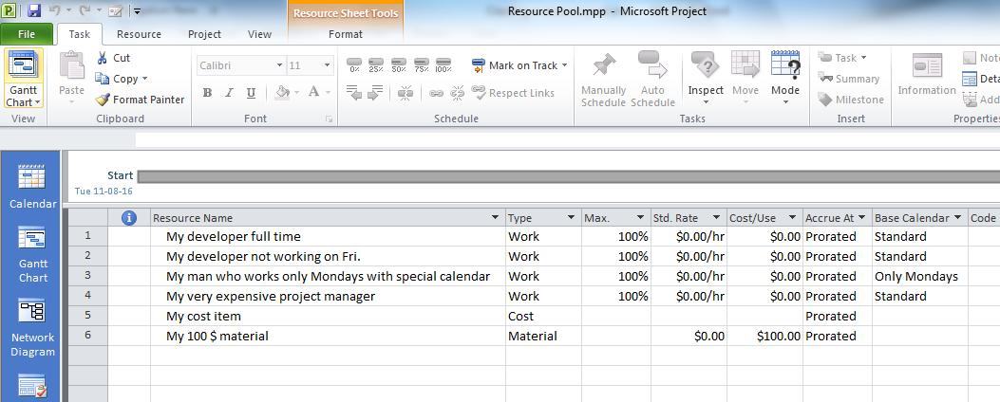 Resource Sheet Tools Resource Pool.mpp - Microsoft Project
File Task Resource Project View Format
Gantt Chart
Paste
Cut
Copy
Format Painter
Calibri 11
B I U A
0% 25% 50% 75% 100%
Mark on Track
Respect Links
Manually Schedule
Auto Schedule
Inspect
Move
Mode
Task
Summary
Milestone
Information
Note
Deta
Add
View Clipboard Font Schedule Tasks Insert Properties
Start
Tue 11-08-16
Calendar
Gantt Chart
Network Diagram
Resource Name Type Max. Std. Rate Cost/Use Accrue At Base Calendar Code
1 My developer full time Work 100% $0.00/hr $0.00 Prorated Standard
2 My developer not working on Fri. Work 100% $0.00/hr $0.00 Prorated Standard
3 My man who works only Mondays with special calendar Work 100% $0.00/hr $0.00 Prorated Only Mondays
4 My very expensive project manager Work 100% $0.00/hr $0.00 Prorated Standard
5 My cost item Cost Prorated
6 My 100 $ material Material $0.00 $100.00 Prorated